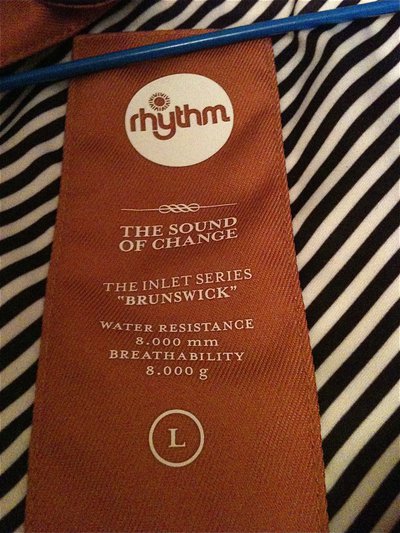 rhythm
THE SOUND
OF CHANGE
THE INLET SERIES
"BRUNSWICK"
WATER RESISTANCE
8.000 mm
BREATHABILITY
8.000 g
L